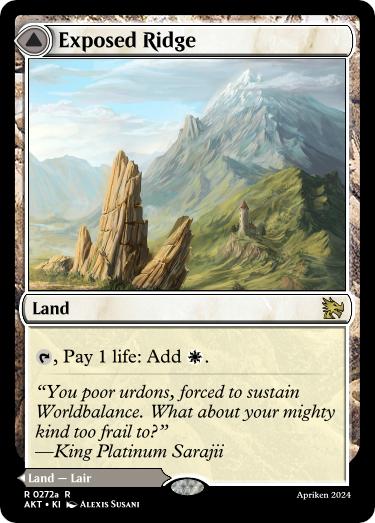 Exposed Ridge
Land
, Pay 1 life: Add .
“You poor urdons, forced to sustain
Worldbalance. What about your mighty
kind too frail to?”
—King Platinum Sarajii
Land — Lair
R 0272a R
AKT • KI Alexis Susani
Apriken 2024